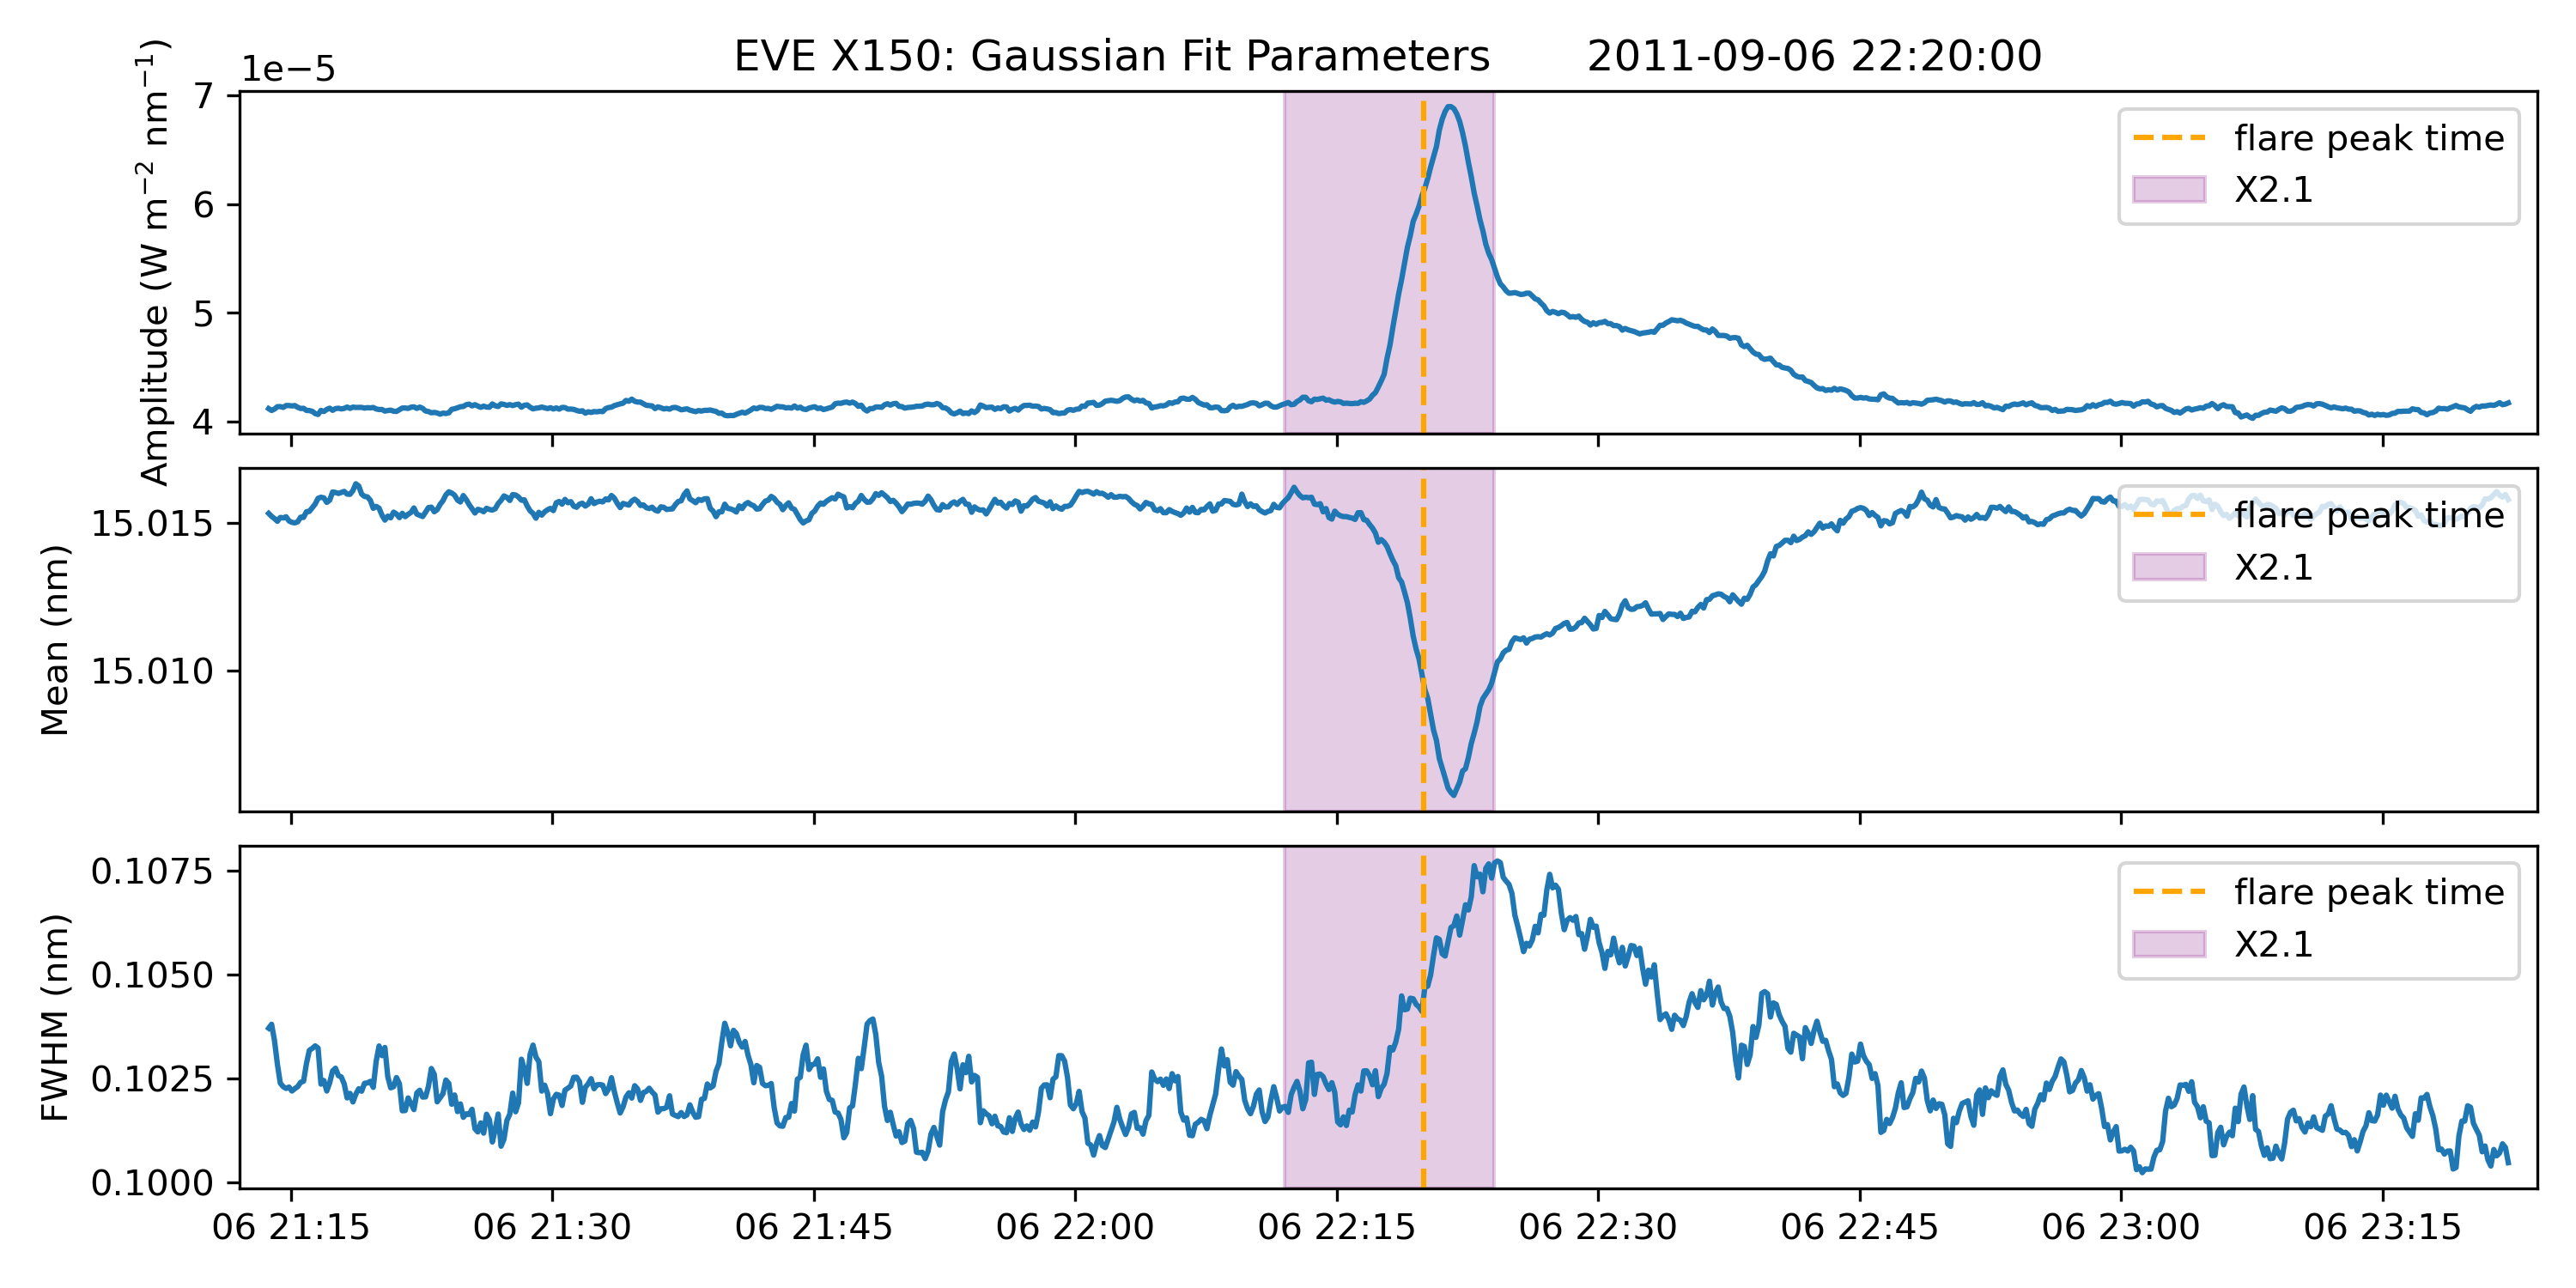 EVE X150: Gaussian Fit Parameters 2011-09-06 22:20:00
1e−5
Amplitude (W m⁻² nm⁻¹)
7
6
5
4
flare peak time
X2.1
Mean (nm)
15.015
15.010
flare peak time
X2.1
FWHM (nm)
0.1075
0.1050
0.1025
0.1000
flare peak time
X2.1
06 21:15 06 21:30 06 21:45 06 22:00 06 22:15 06 22:30 06 22:45 06 23:00 06 23:15